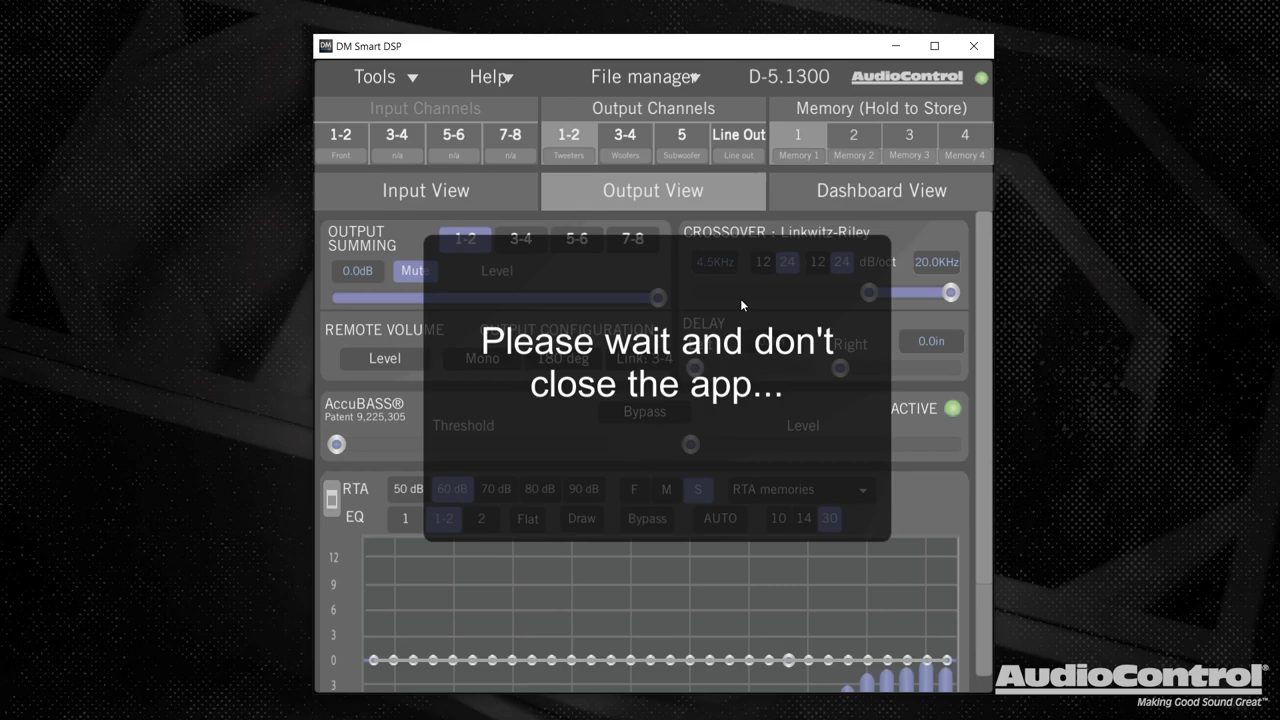 DM Smart DSP
Tools Help File manager D-5.1300 AudioControl
Input Channels Output Channels Memory (Hold to Store)
1-2 3-4 5-6 7-8 1-2 3-4 5 Line Out 1 2 3 4
Front n/a n/a n/a Tweeters Woofers Subwoofer Line out Memory 1 Memory 2 Memory 3 Memory 4
Input View Output View Dashboard View
OUTPUT
SUMMING
1-2 3-4 5-6 7-8
CROSSOVER : Linkwitz-Riley
0.0dB Mute Level
4.5KHz 12 24 12 24 dB/oct 20.0KHz
REMOTE VOLUME OUTPUT CONFIGURATION
Level Mono 180 deg Link: 3-4
DELAY
Right 0.0in
Please wait and don't
close the app...
AccuBASS®
Patent 9,225,305
Threshold Bypass Level ACTIVE
RTA 50 dB 60 dB 70 dB 80 dB 90 dB F M S RTA memories
EQ 1 1-2 2 Flat Draw Bypass AUTO 10 14 30
12
9
6
3
0
3
AudioControl®
Making Good Sound Great™